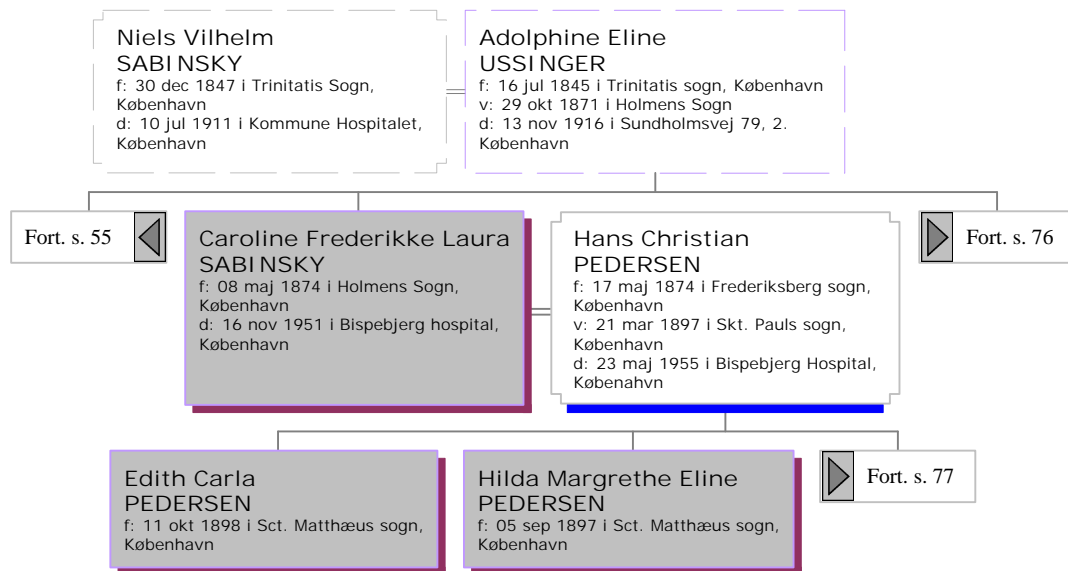 Niels Vilhelm
SABINSKY
f: 30 dec 1847 i Trinitatis Sogn,
København
d: 10 jul 1911 i Kommune Hospitalet,
København
Adolphine Eline
USSINGER
f: 16 jul 1845 i Trinitatis sogn, København
v: 29 okt 1871 i Holmens Sogn
d: 13 nov 1916 i Sundholmsvej 79, 2.
København
Fort. s. 55
Caroline Frederikke Laura
SABINSKY
f: 08 maj 1874 i Holmens Sogn,
København
d: 16 nov 1951 i Bispebjerg hospital,
København
Hans Christian
PEDERSEN
f: 17 maj 1874 i Frederiksberg sogn,
København
v: 21 mar 1897 i Skt. Pauls sogn,
København
d: 23 maj 1955 i Bispebjerg Hospital,
Købenahvn
Fort. s. 76
Edith Carla
PEDERSEN
f: 11 okt 1898 i Sct. Matthæus sogn,
København
Hilda Margrethe Eline
PEDERSEN
f: 05 sep 1897 i Sct. Matthæus sogn,
København
Fort. s. 77